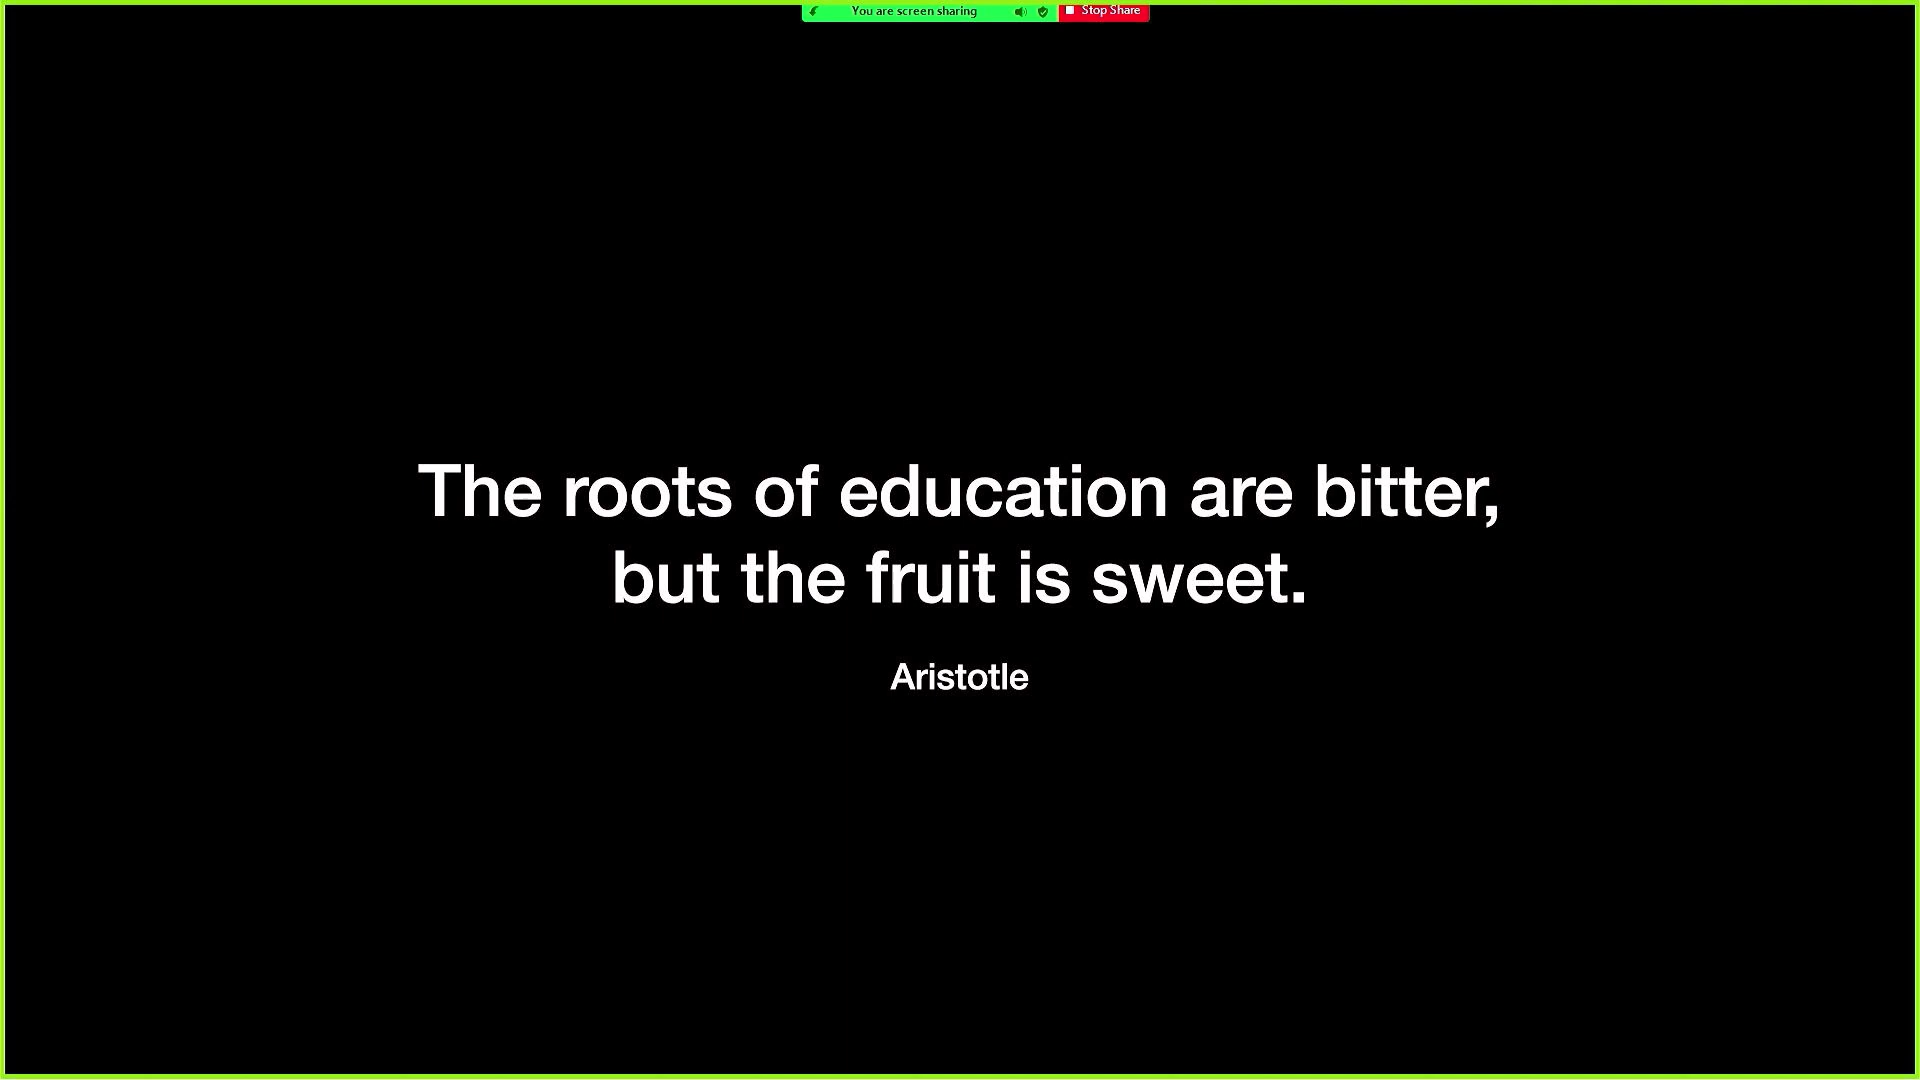 You are screen sharing Stop Share
The roots of education are bitter,
but the fruit is sweet.
Aristotle